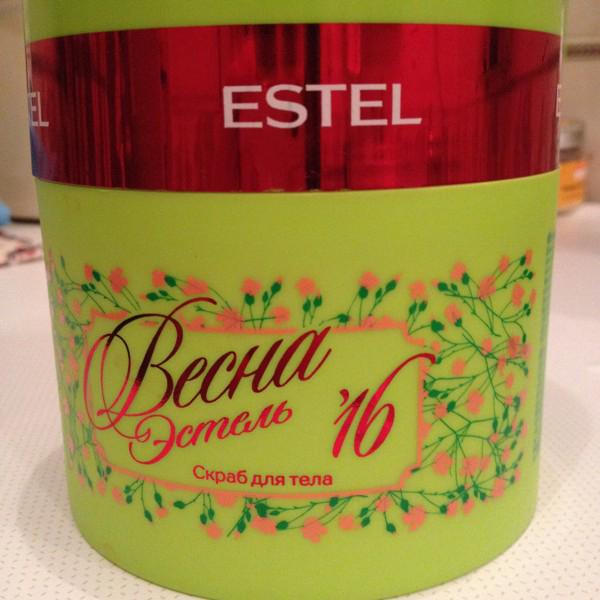 ESTEL
Весна
Эстель '16
Скраб для тела